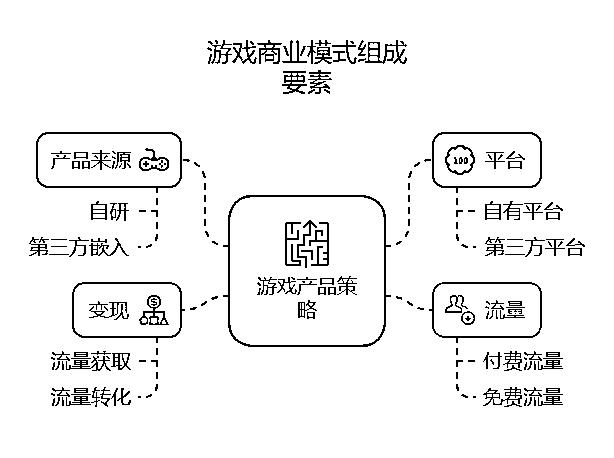 游戏商业模式组成
要素
产品来源
自研
第三方嵌入
变现
流量获取
流量转化
游戏产品策
略
100
平台
自有平台
第三方平台
流量
付费流量
免费流量